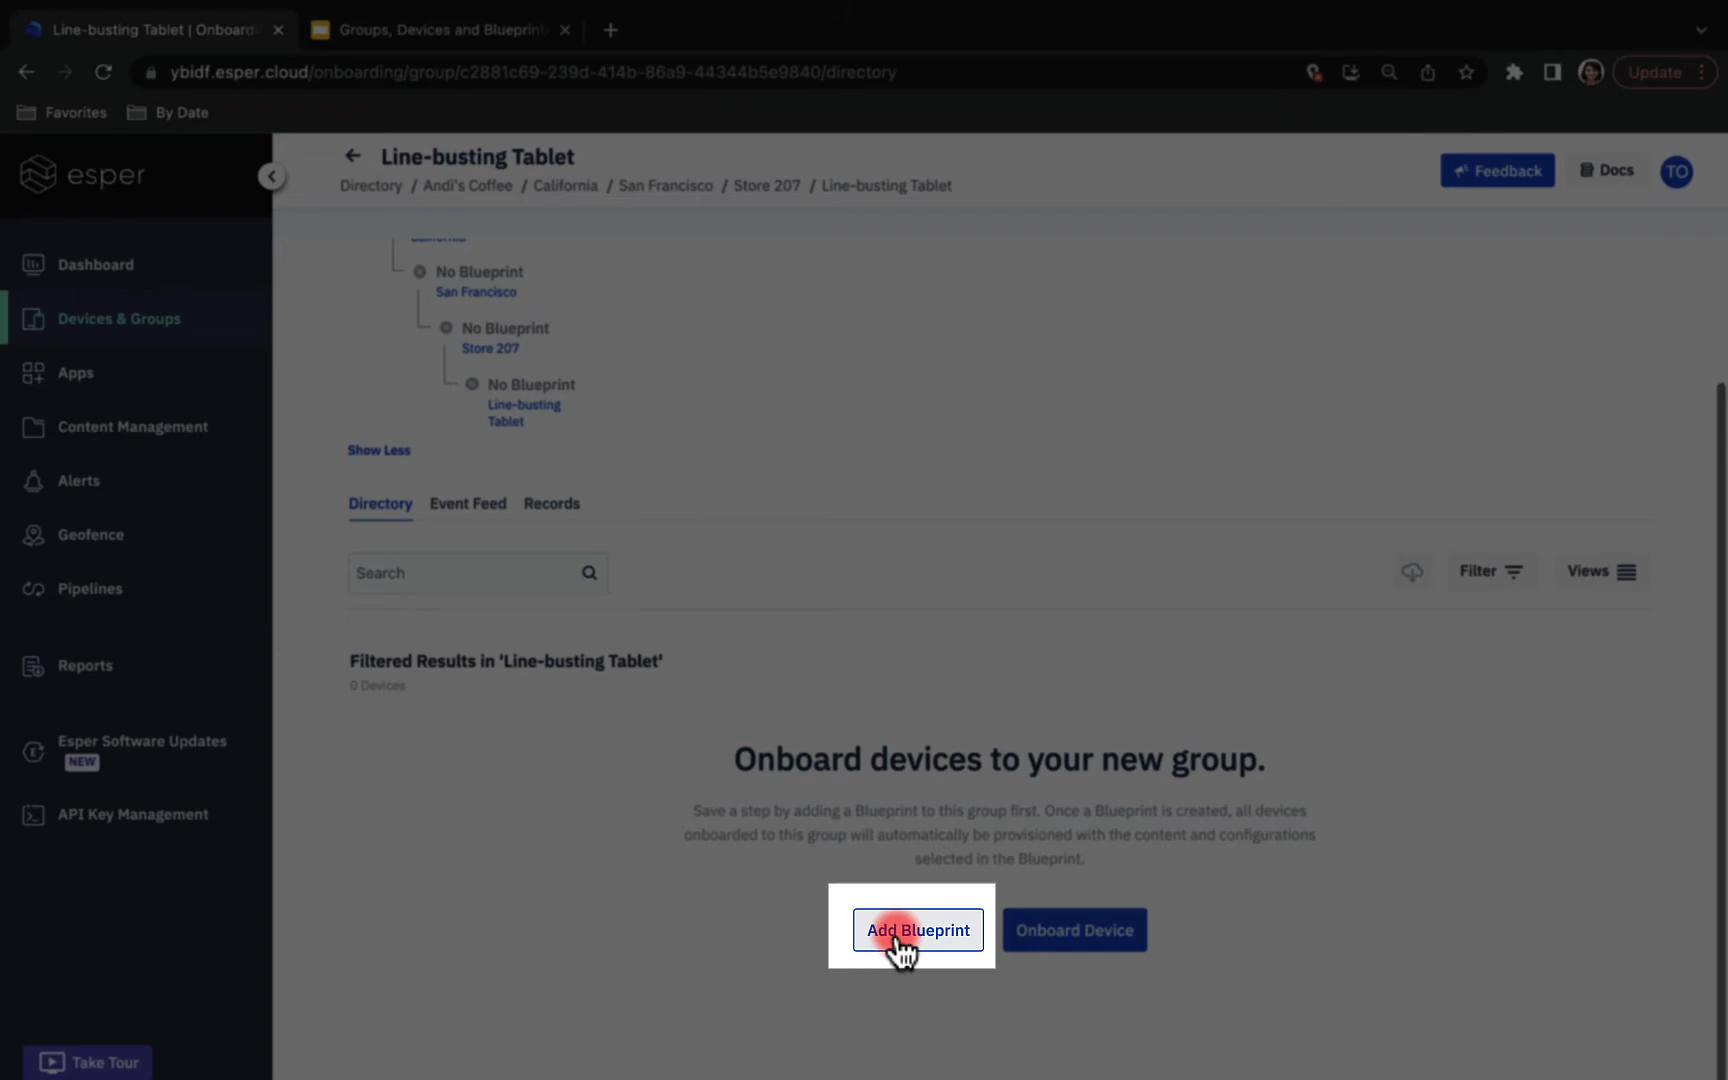 Line-busting Tablet | Onboardi
Groups, Devices and Blueprint
ybidf.esper.cloud/onboarding/group/c2881c69-239d-414b-86a9-44344b5e9840/directory
Update
Favorites
By Date
esper
Line-busting Tablet
Directory / Andi's Coffee / California / San Francisco / Store 207 / Line-busting Tablet
Feedback
Docs
TO
Dashboard
Devices & Groups
Apps
Content Management
Alerts
Geofence
Pipelines
Reports
Esper Software Updates
NEW
API Key Management
Take Tour
California
No Blueprint
San Francisco
No Blueprint
Store 207
No Blueprint
Line-busting
Tablet
Show Less
Directory Event Feed Records
Search
Filter
Views
Filtered Results in 'Line-busting Tablet'
0 Devices
Onboard devices to your new group.
Save a step by adding a Blueprint to this group first. Once a Blueprint is created, all devices
onboarded to this group will automatically be provisioned with the content and configurations
selected in the Blueprint.
Add Blueprint
Onboard Device